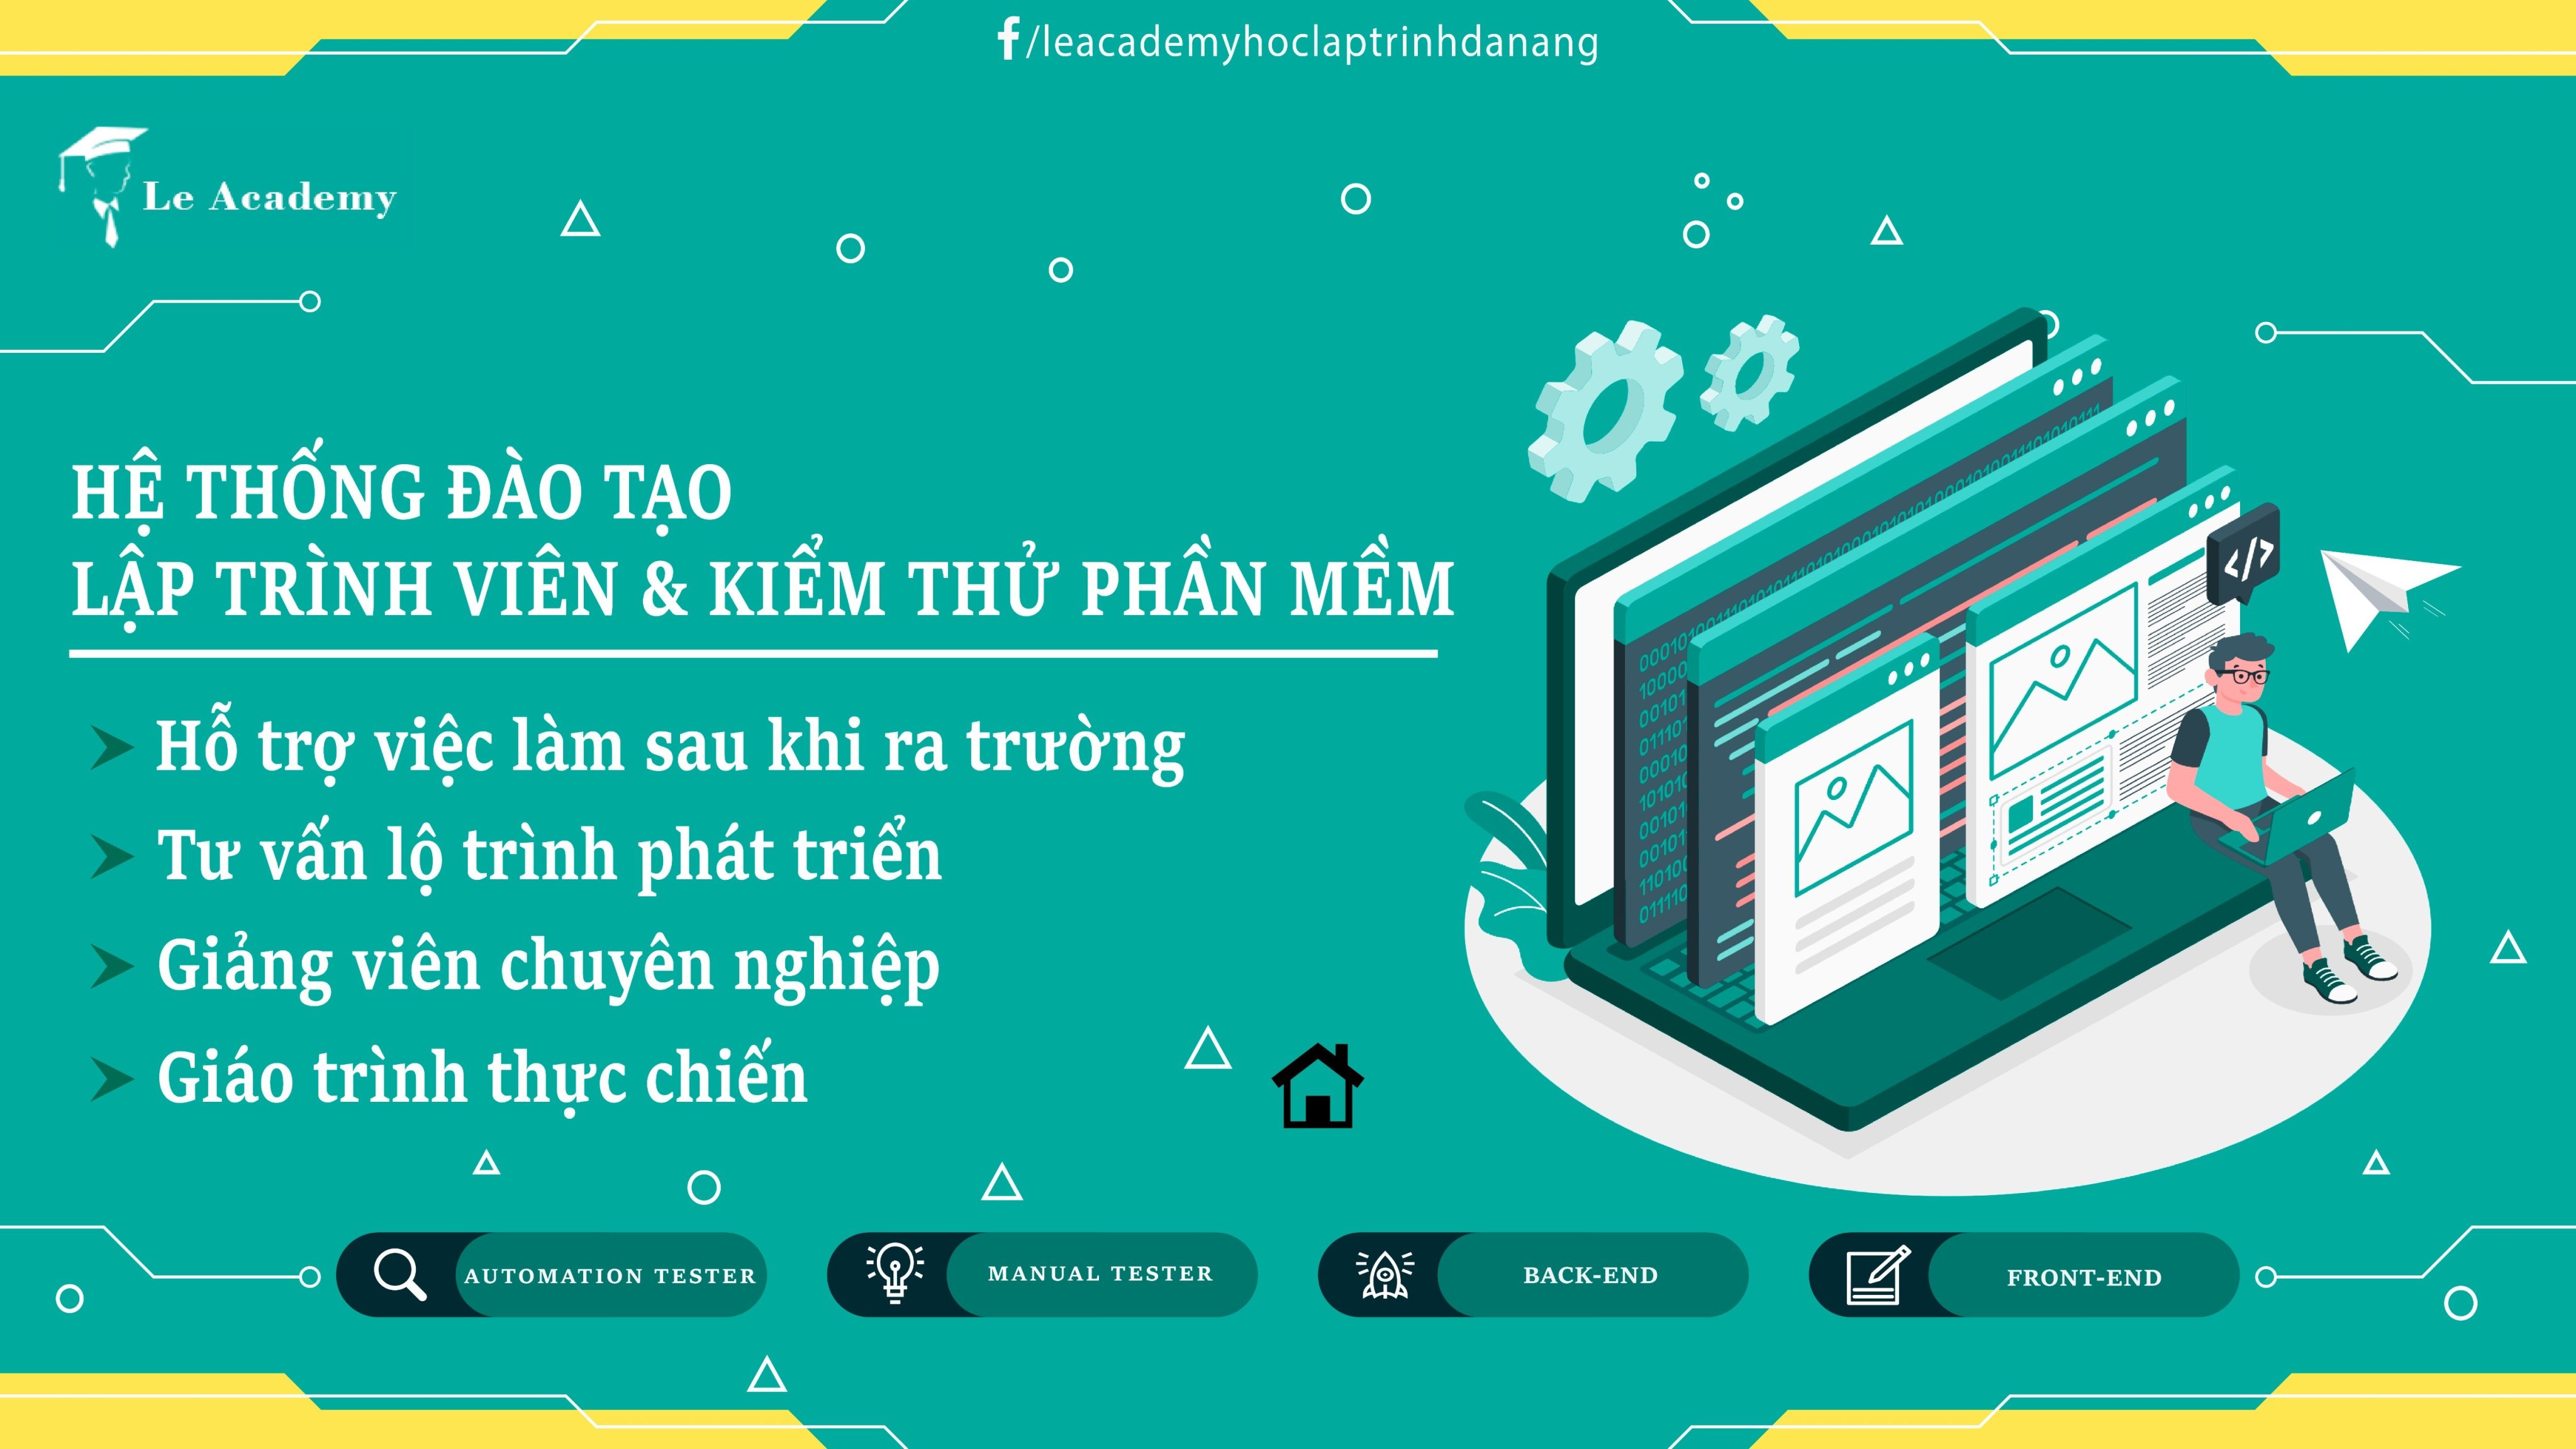 f/leacademyhoclaptrinhdanang
Le Academy
HỆ THỐNG ĐÀO TẠO
LẬP TRÌNH VIÊN & KIỂM THỬ PHẦN MỀM
Hỗ trợ việc làm sau khi ra trường
Tư vấn lộ trình phát triển
Giảng viên chuyên nghiệp
Giáo trình thực chiến
</>
AUTOMATION TESTER
MANUAL TESTER
BACK-END
FRONT-END